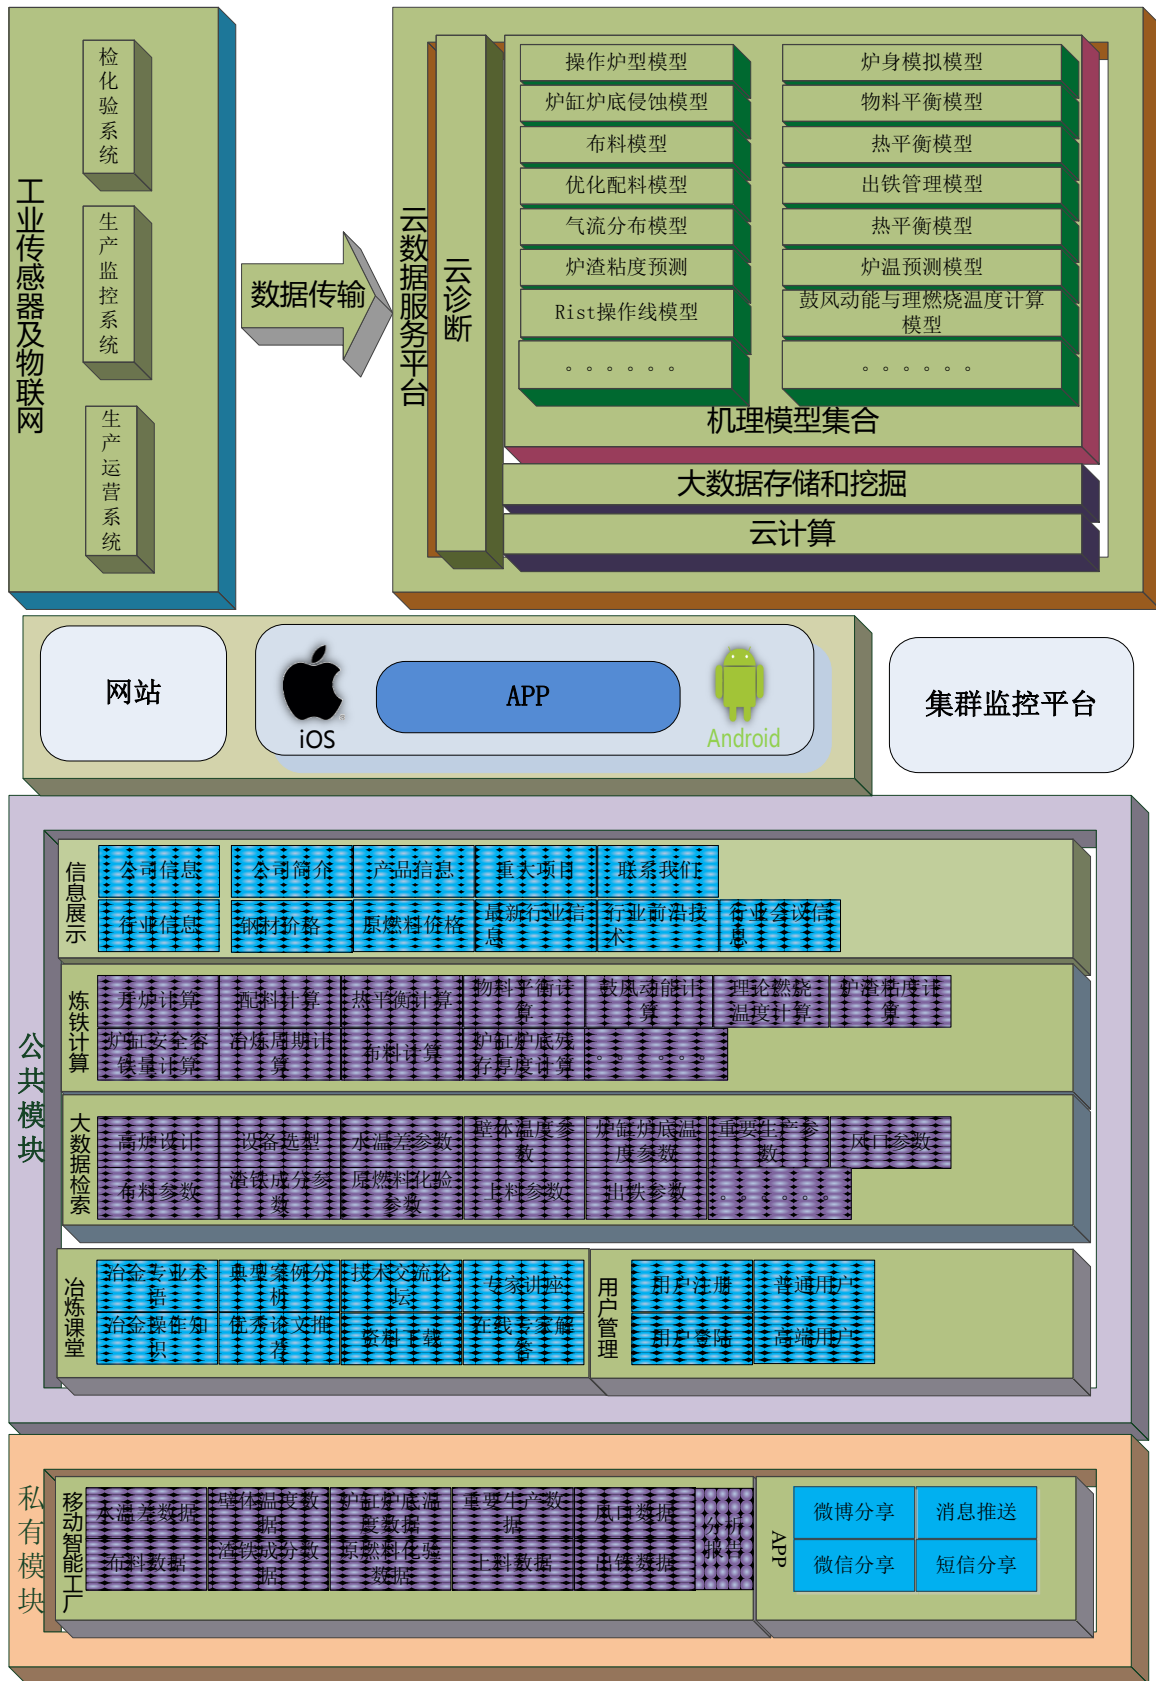 工业传感器及物联网
检化验系统
生产监控系统
生产运营系统
数据传输
云数据服务平台
云诊断
操作炉型模型
炉身模拟模型
炉缸炉底侵蚀模型
物料平衡模型
布料模型
热平衡模型
优化配料模型
出铁管理模型
气流分布模型
热平衡模型
炉渣粘度预测
炉温预测模型
Rist操作线模型
鼓风动能与理燃烧温度计算
模型
。。。。。。
。。。。。。
机理模型集合
大数据存储和挖掘
云计算
网站
iOS
APP
Android
集群监控平台
公共模块
信息展示
公司信息
公司简介
产品信息
重大项目
联系我们
行业信息
钢材价格
原燃料价格
最新行业信
息
行业前沿技
术
行业会议信
息
炼铁计算
开炉计算
配料计算
热平衡计算
物料平衡计
算
鼓风动能计
算
理论燃烧
温度计算
炉渣粘度计
算
炉缸安全容
铁量计算
冶炼周期计
算
布料计算
炉缸炉底残
存厚度计算
。。。。。。
大数据检索
高炉设计
设备选型
水温差参数
壁体温度参
数
炉缸炉底温
度参数
重要生产参
数
风口参数
布料参数
渣铁成分参
数
原燃料化验
参数
上料参数
出铁参数
。。。。。。
冶炼课堂
冶金专业术
语
典型案例分
析
技术交流论
坛
专家讲座
冶金操作知
识
优秀论文推
荐
资料下载
在线专家解
答
用户管理
用户注册
普通用户
用户登陆
高端用户
私有模块
移动智能工厂
水温差数据
壁体温度数
据
炉缸炉底温
度数据
重要生产数
据
风口数据
分析
报告
布料数据
渣铁成分数
据
原燃料化验
数据
上料数据
出铁数据
APP
微博分享
消息推送
微信分享
短信分享